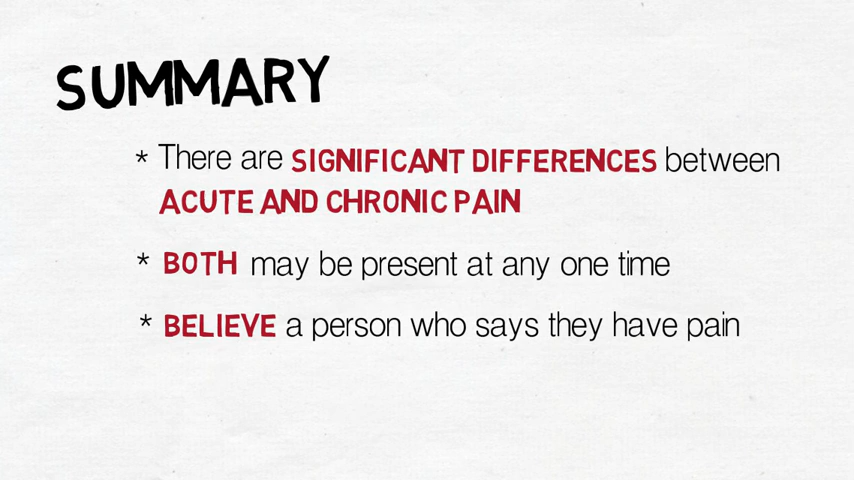 SUMMARY
* There are SIGNIFICANT DIFFERENCES between
ACUTE AND CHRONIC PAIN
* BOTH may be present at any one time
* BELIEVE a person who says they have pain